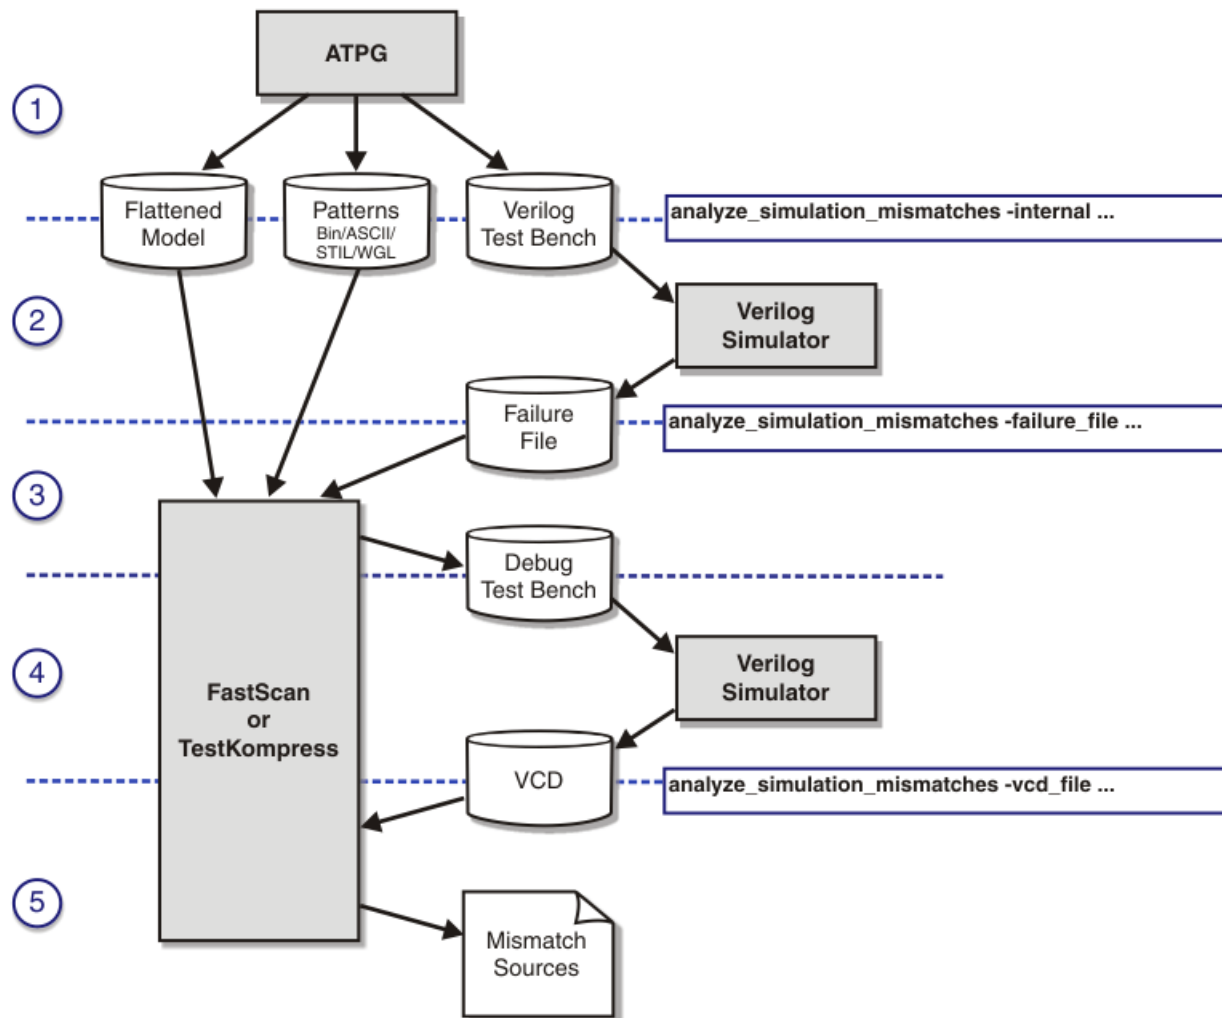 ATPG
1
Flattened
Model
Patterns
Bin/ASCII/
STIL/WGL
Verilog
Test Bench
analyze_simulation_mismatches -internal ...
2
Verilog
Simulator
Failure
File
analyze_simulation_mismatches -failure_file ...
3
Debug
Test Bench
4
FastScan
or
TestKompress
Verilog
Simulator
VCD
analyze_simulation_mismatches -vcd_file ...
5
Mismatch
Sources